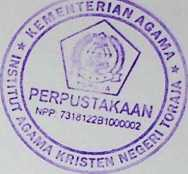 KEMENTERIAN AGAMA
INSTITUT AGAMA KRISTEN NEGERI TORAJA
PERPUSTAKAAN
NPP. 7318122B1000002